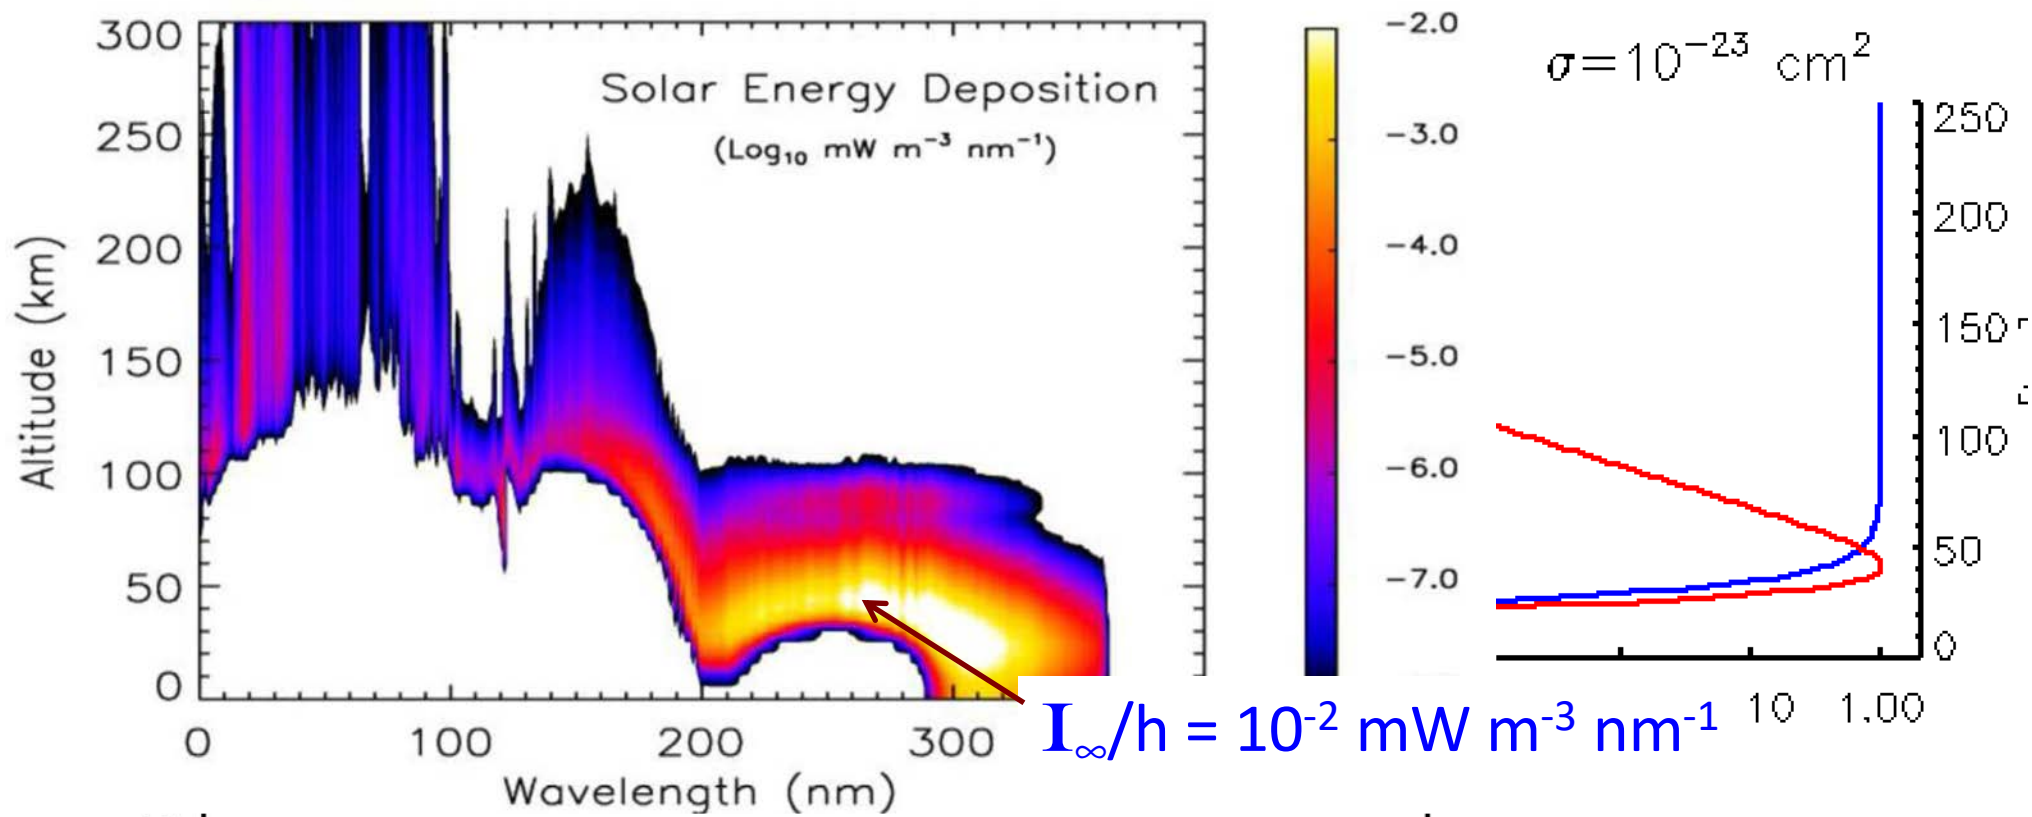 Solar Energy Deposition
(Log₁₀ mW m⁻³ nm⁻¹)
Altitude (km)
300
250
200
150
100
50
0
0 100 200 300
Wavelength (nm)
-2.0
-3.0
-4.0
-5.0
-6.0
-7.0
σ=10⁻²³ cm²
250
200
150
100
50
0
10 1.00
I∞/h = 10⁻² mW m⁻³ nm⁻¹